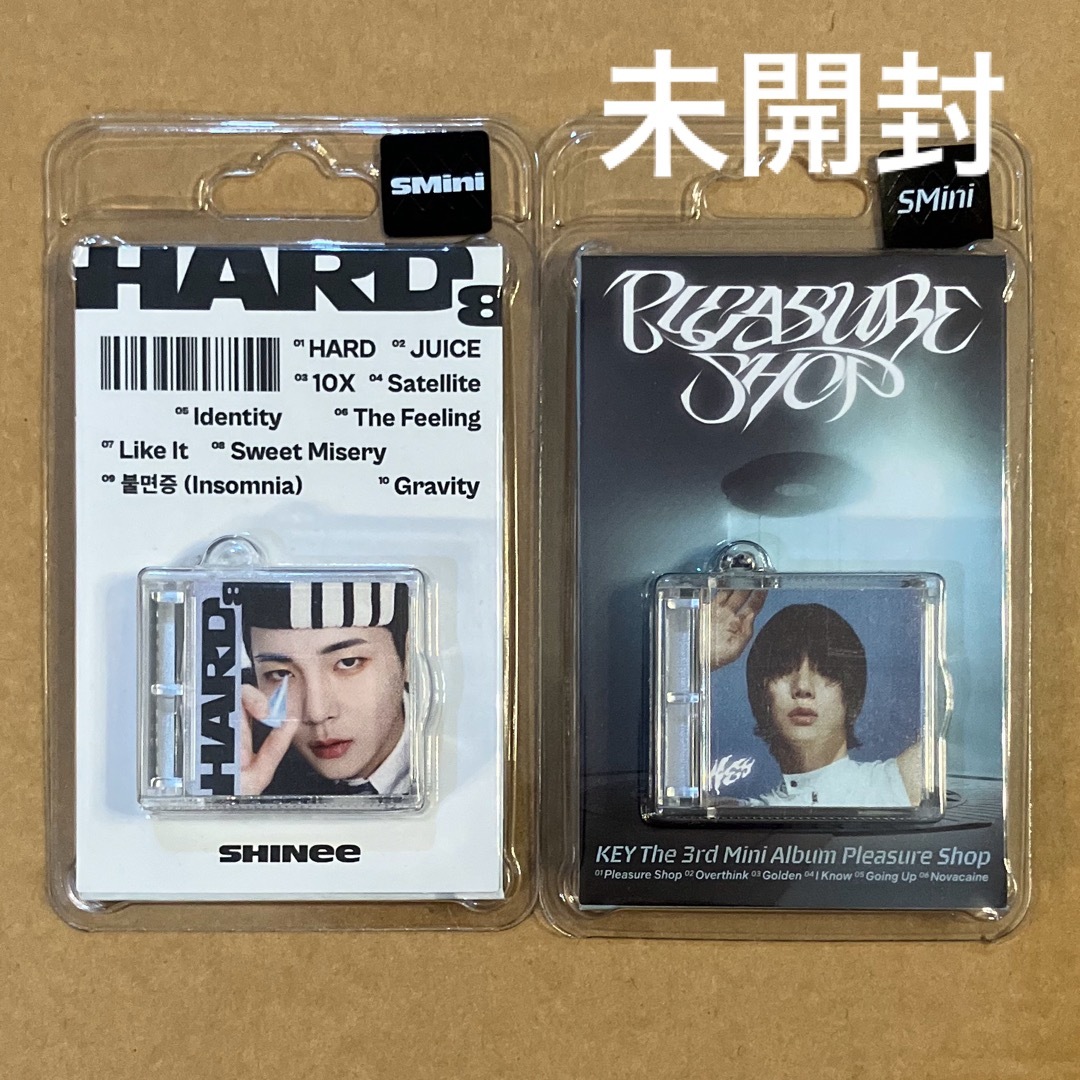 未開封
SMini
HARD8
01 HARD 02 JUICE
03 10X 04 Satellite
05 Identity 06 The Feeling
07 Like It 08 Sweet Misery
09 불면증 (Insomnia) 10 Gravity
HARD8
SHINee
SMini
PLEASURE
SHOP
KEY The 3rd Mini Album Pleasure Shop
01 Pleasure Shop 02 Overthink 03 Golden 04 I Know 05 Going Up 06 Novacaine